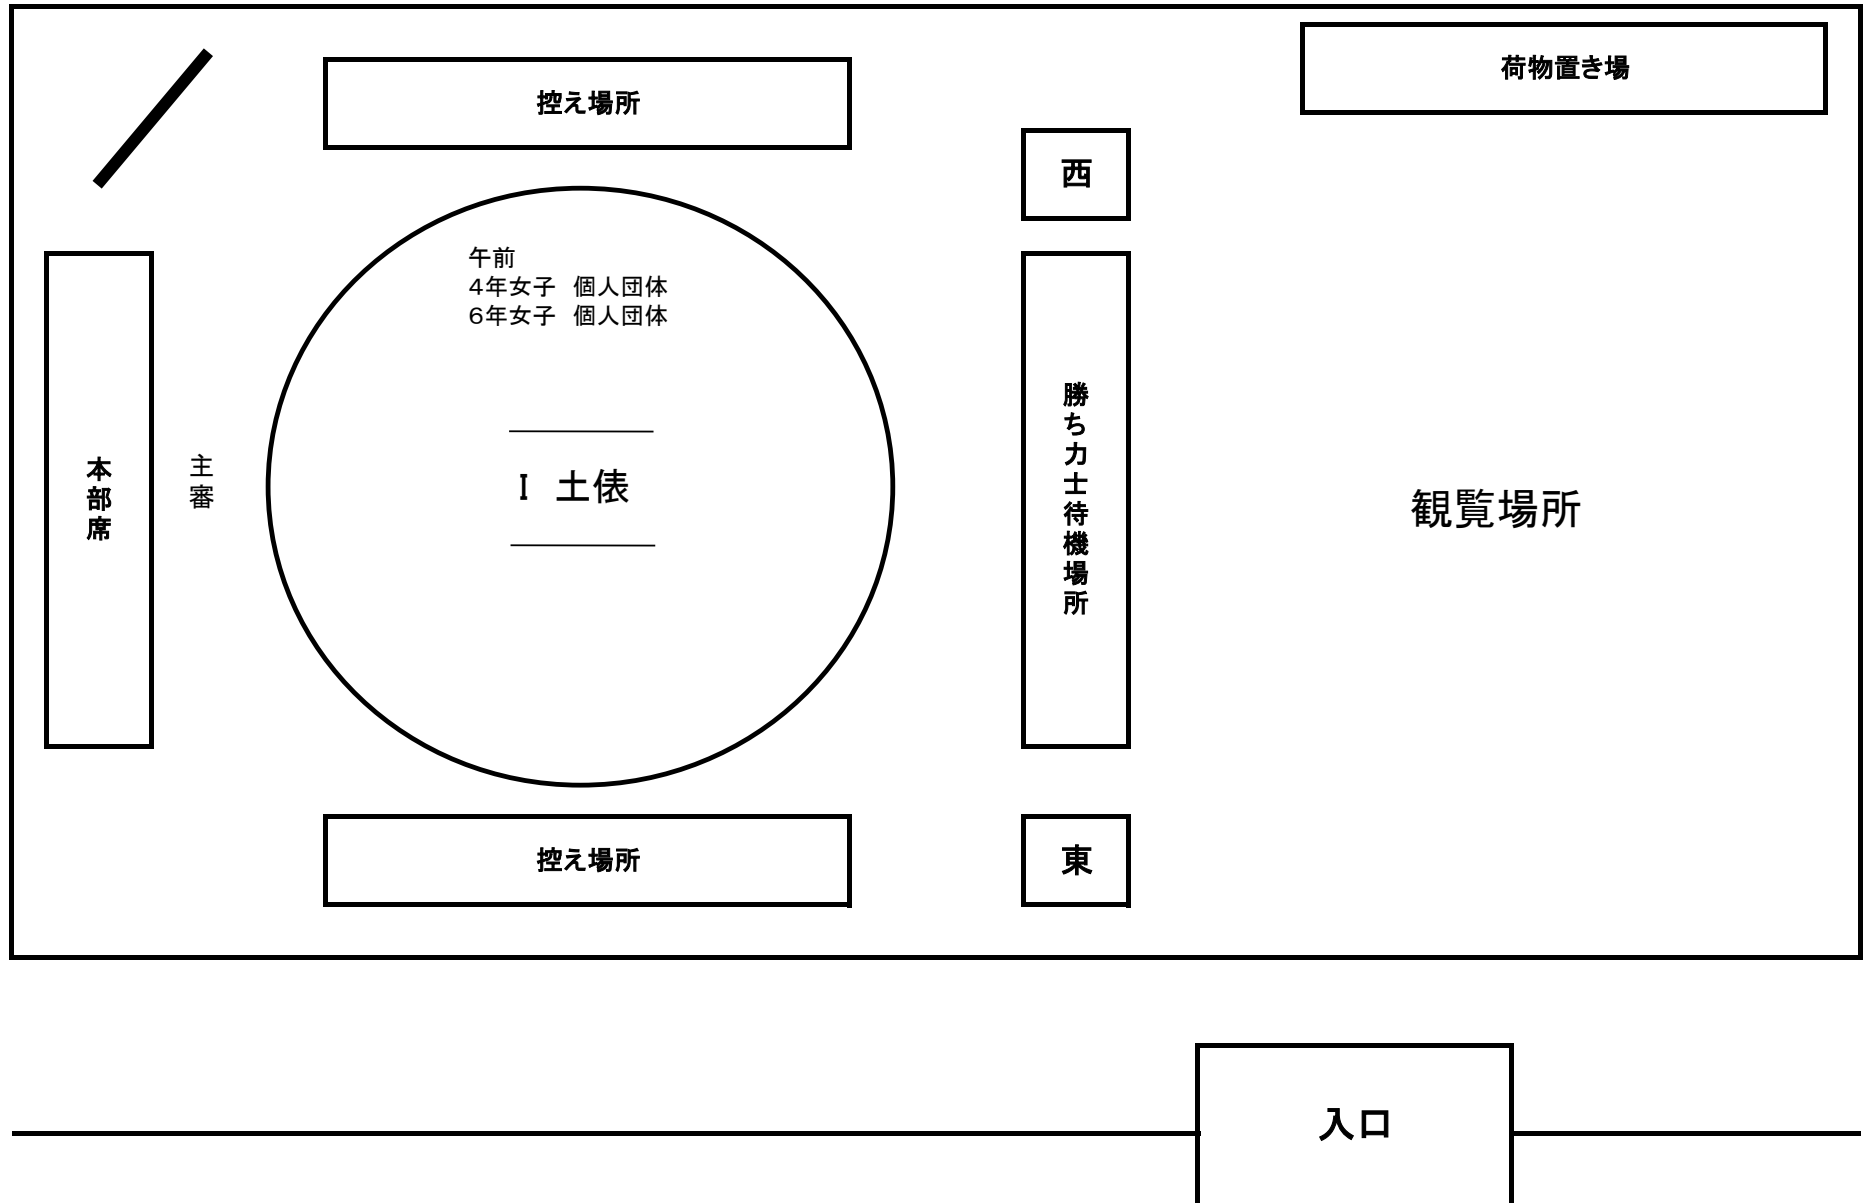 荷物置き場
控え場所
西
午前
4年女子　個人団体
6年女子　個人団体
本部席
主審
I　土俵
勝ち力士待機場所
観覧場所
控え場所
東
入口